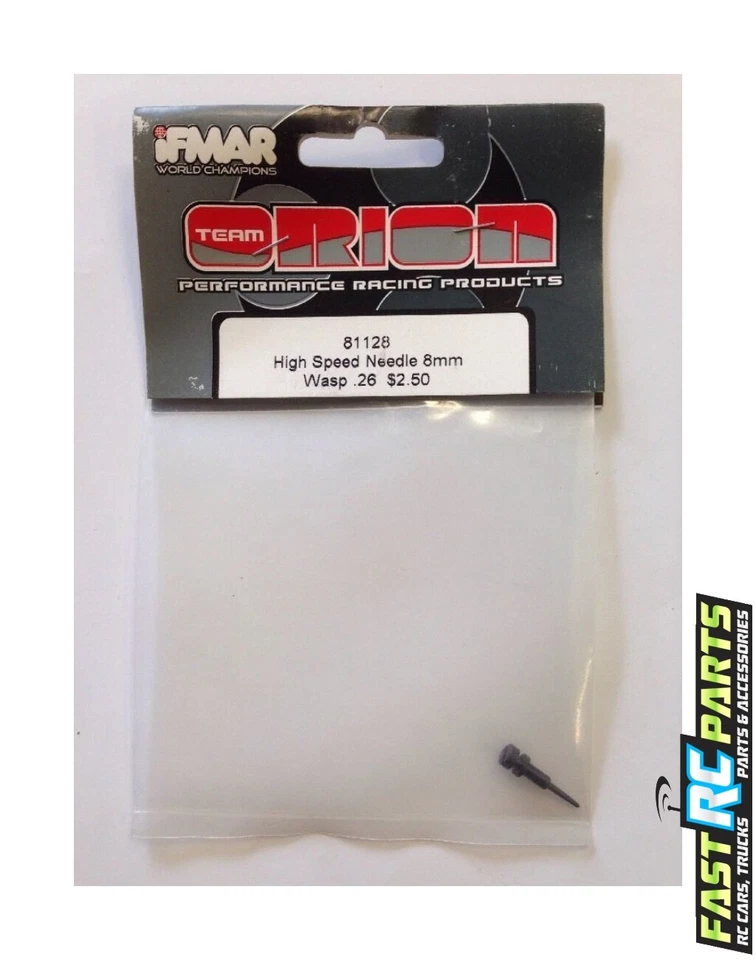 iFMAR
WORLD CHAMPIONS
TEAM ORION
PERFORMANCE RACING PRODUCTS
81128
High Speed Needle 8mm
Wasp .26 $2.50
FAST RC PARTS
RC CARS, TRUCKS PARTS & ACCESSORIES